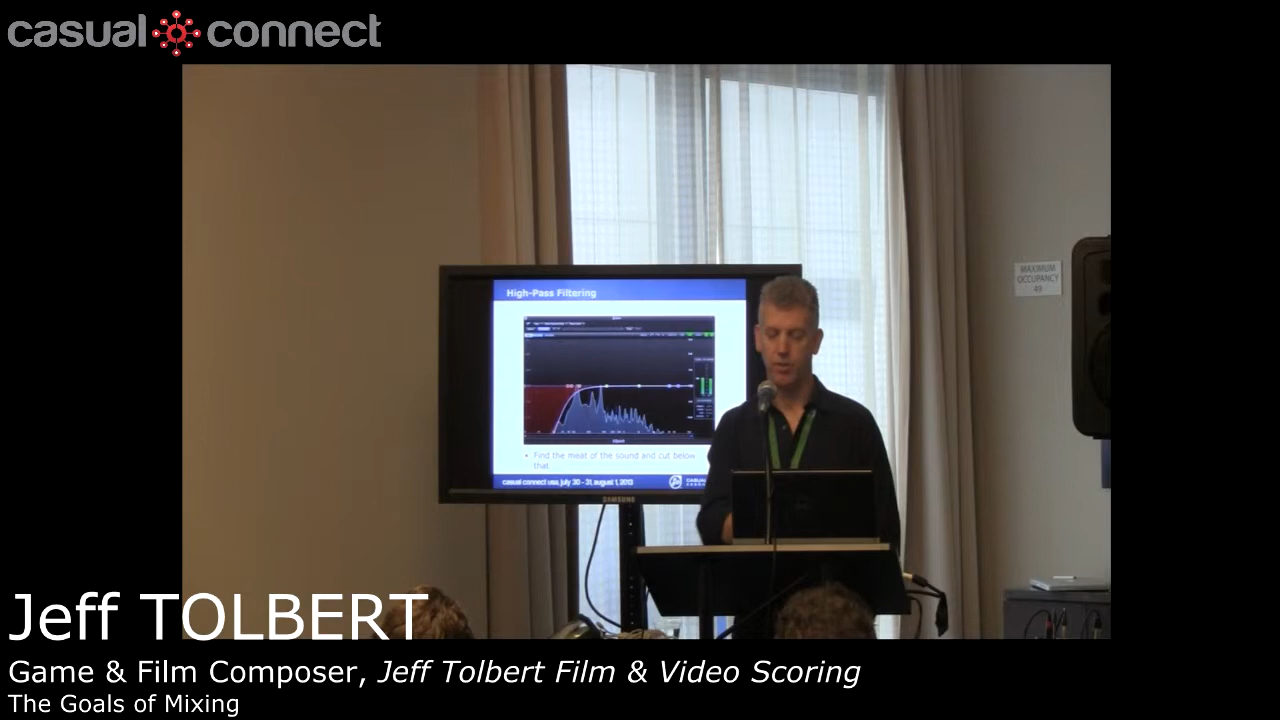 casual connect
MAXIMUM
OCCUPANCY
49
High-Pass Filtering
Find the meat of the sound and cut below
that
casual connect usa, july 30 - 31, august 1, 2013
CASUAL
SAMSUNG
Jeff TOLBERT
Game & Film Composer, Jeff Tolbert Film & Video Scoring
The Goals of Mixing